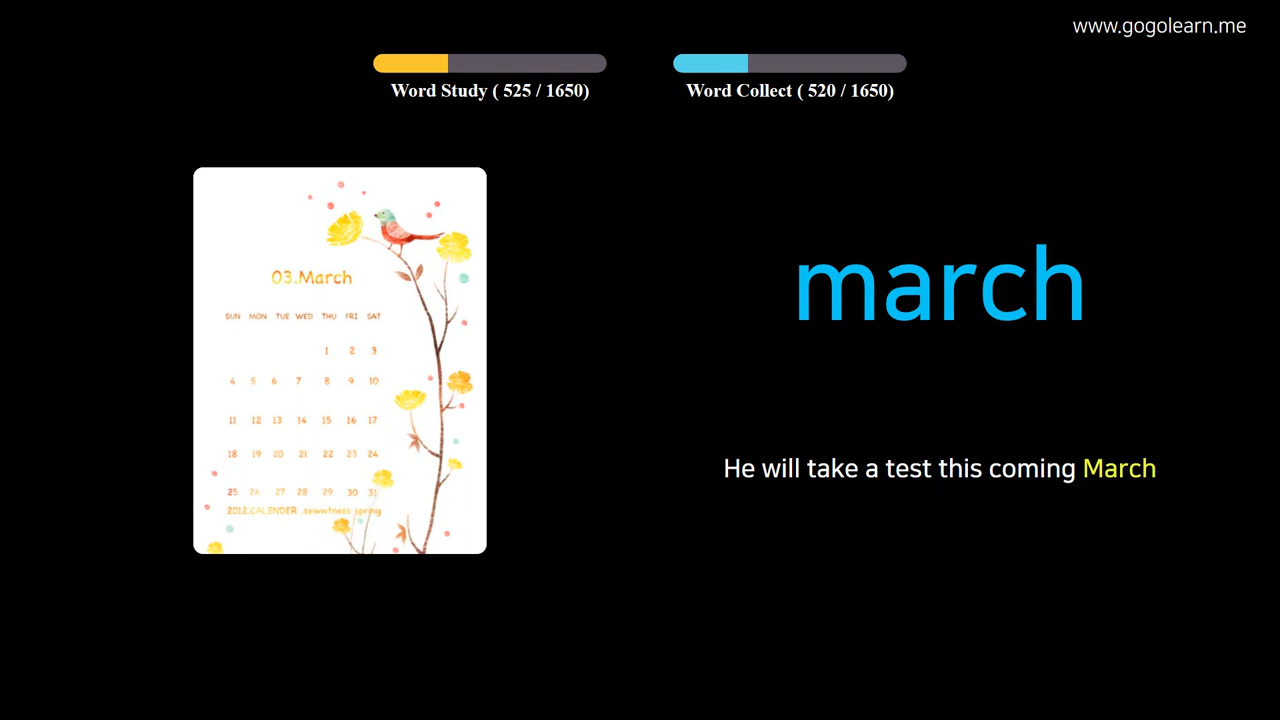 www.gogolearn.me
Word Study ( 525 / 1650)
Word Collect ( 520 / 1650)
03.March
SUN MON TUE WED THU FRI SAT
1 2 3
4 5 6 7 8 9 10
11 12 13 14 15 16 17
18 19 20 21 22 23 24
25 26 27 28 29 30 31
2012.CALENDER .sewwfness spring
march
He will take a test this coming March